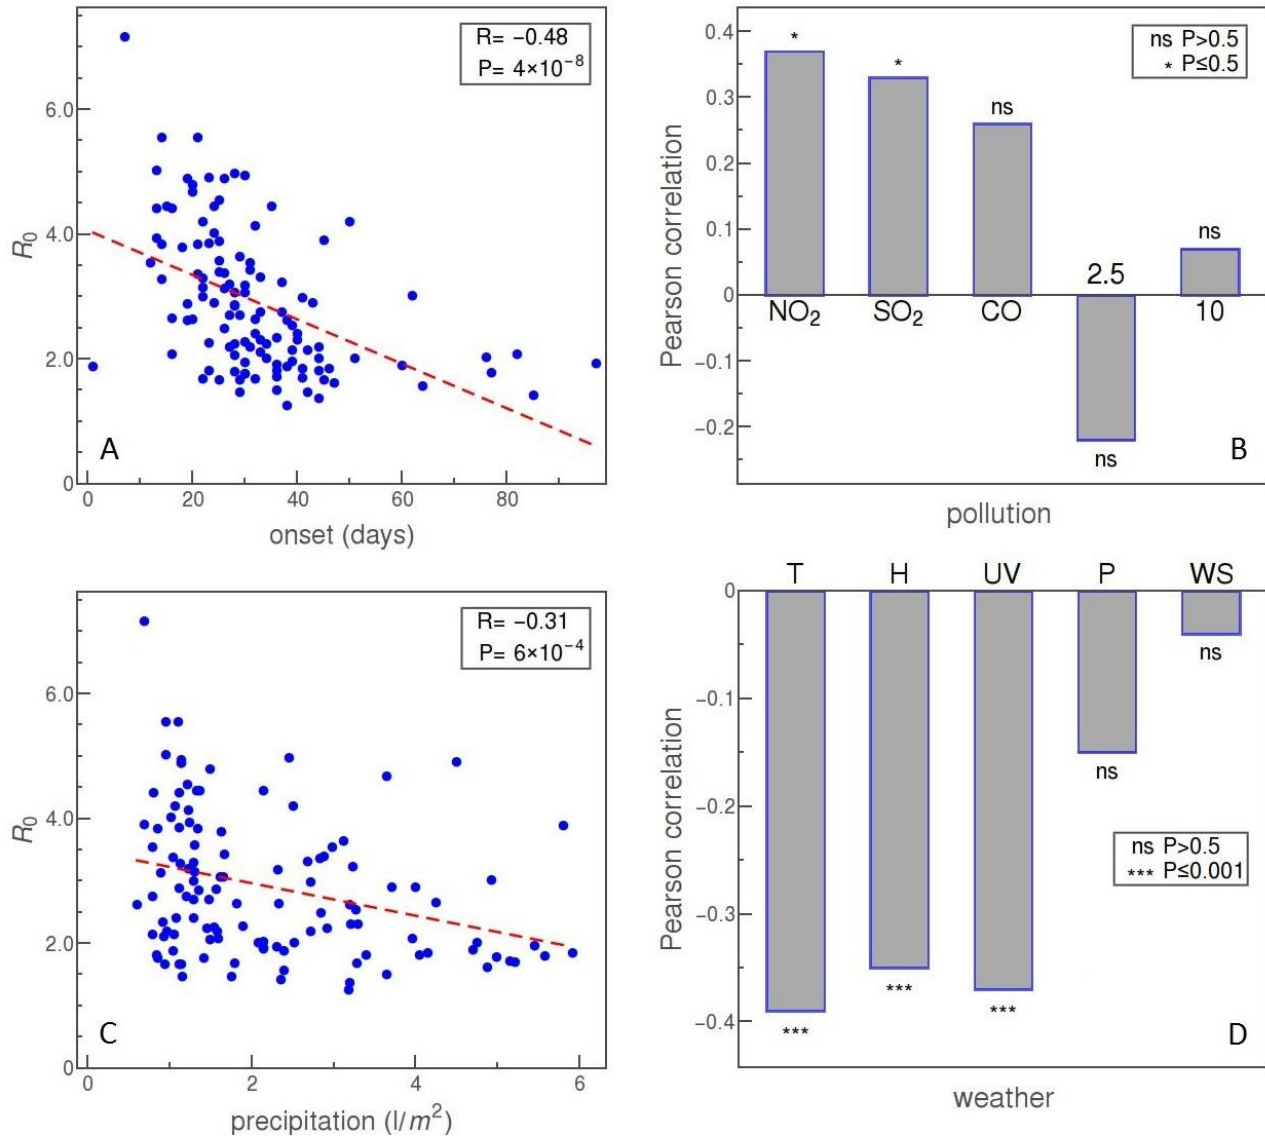 R= −0.48
P= 4×10⁻⁸
6.0
4.0
2.0
0
R₀
A
0 20 40 60 80
onset (days)
ns P>0.5
* P≤0.5
0.4
0.3
0.2
0.1
0
−0.1
−0.2
Pearson correlation
* * ns ns
2.5
NO₂ SO₂ CO 10
ns
B
pollution
R= −0.31
P= 6×10⁻⁴
6.0
4.0
2.0
0
R₀
C
0 2 4 6
precipitation (l/m²)
T H UV P WS
0
−0.1
−0.2
−0.3
−0.4
Pearson correlation
ns
ns
ns P>0.5
*** P≤0.001
***
***
***
D
weather